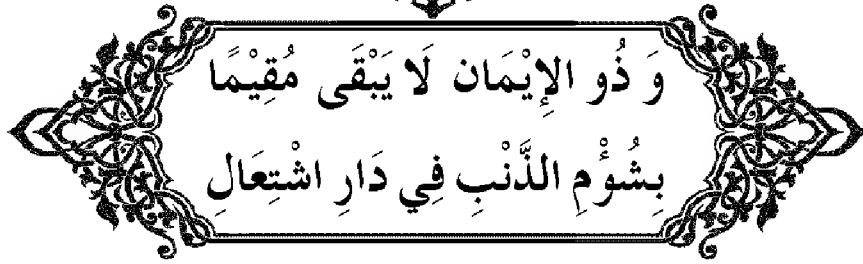 وَ ذُو الإِيْمَان لَا يَبْقَى مُقِيْمًا
بِشُؤْمِ الذَّنْبِ فِي دَارِ اشْتِعَالِ